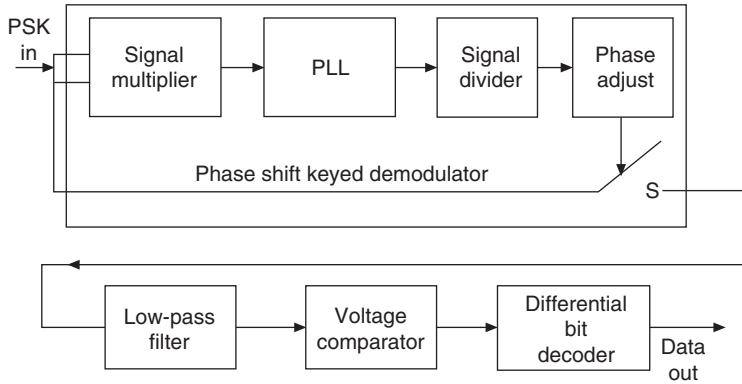 PSK
in
Signal
multiplier
PLL
Signal
divider
Phase
adjust
Phase shift keyed demodulator
S
Low-pass
filter
Voltage
comparator
Differential
bit
decoder
Data
out